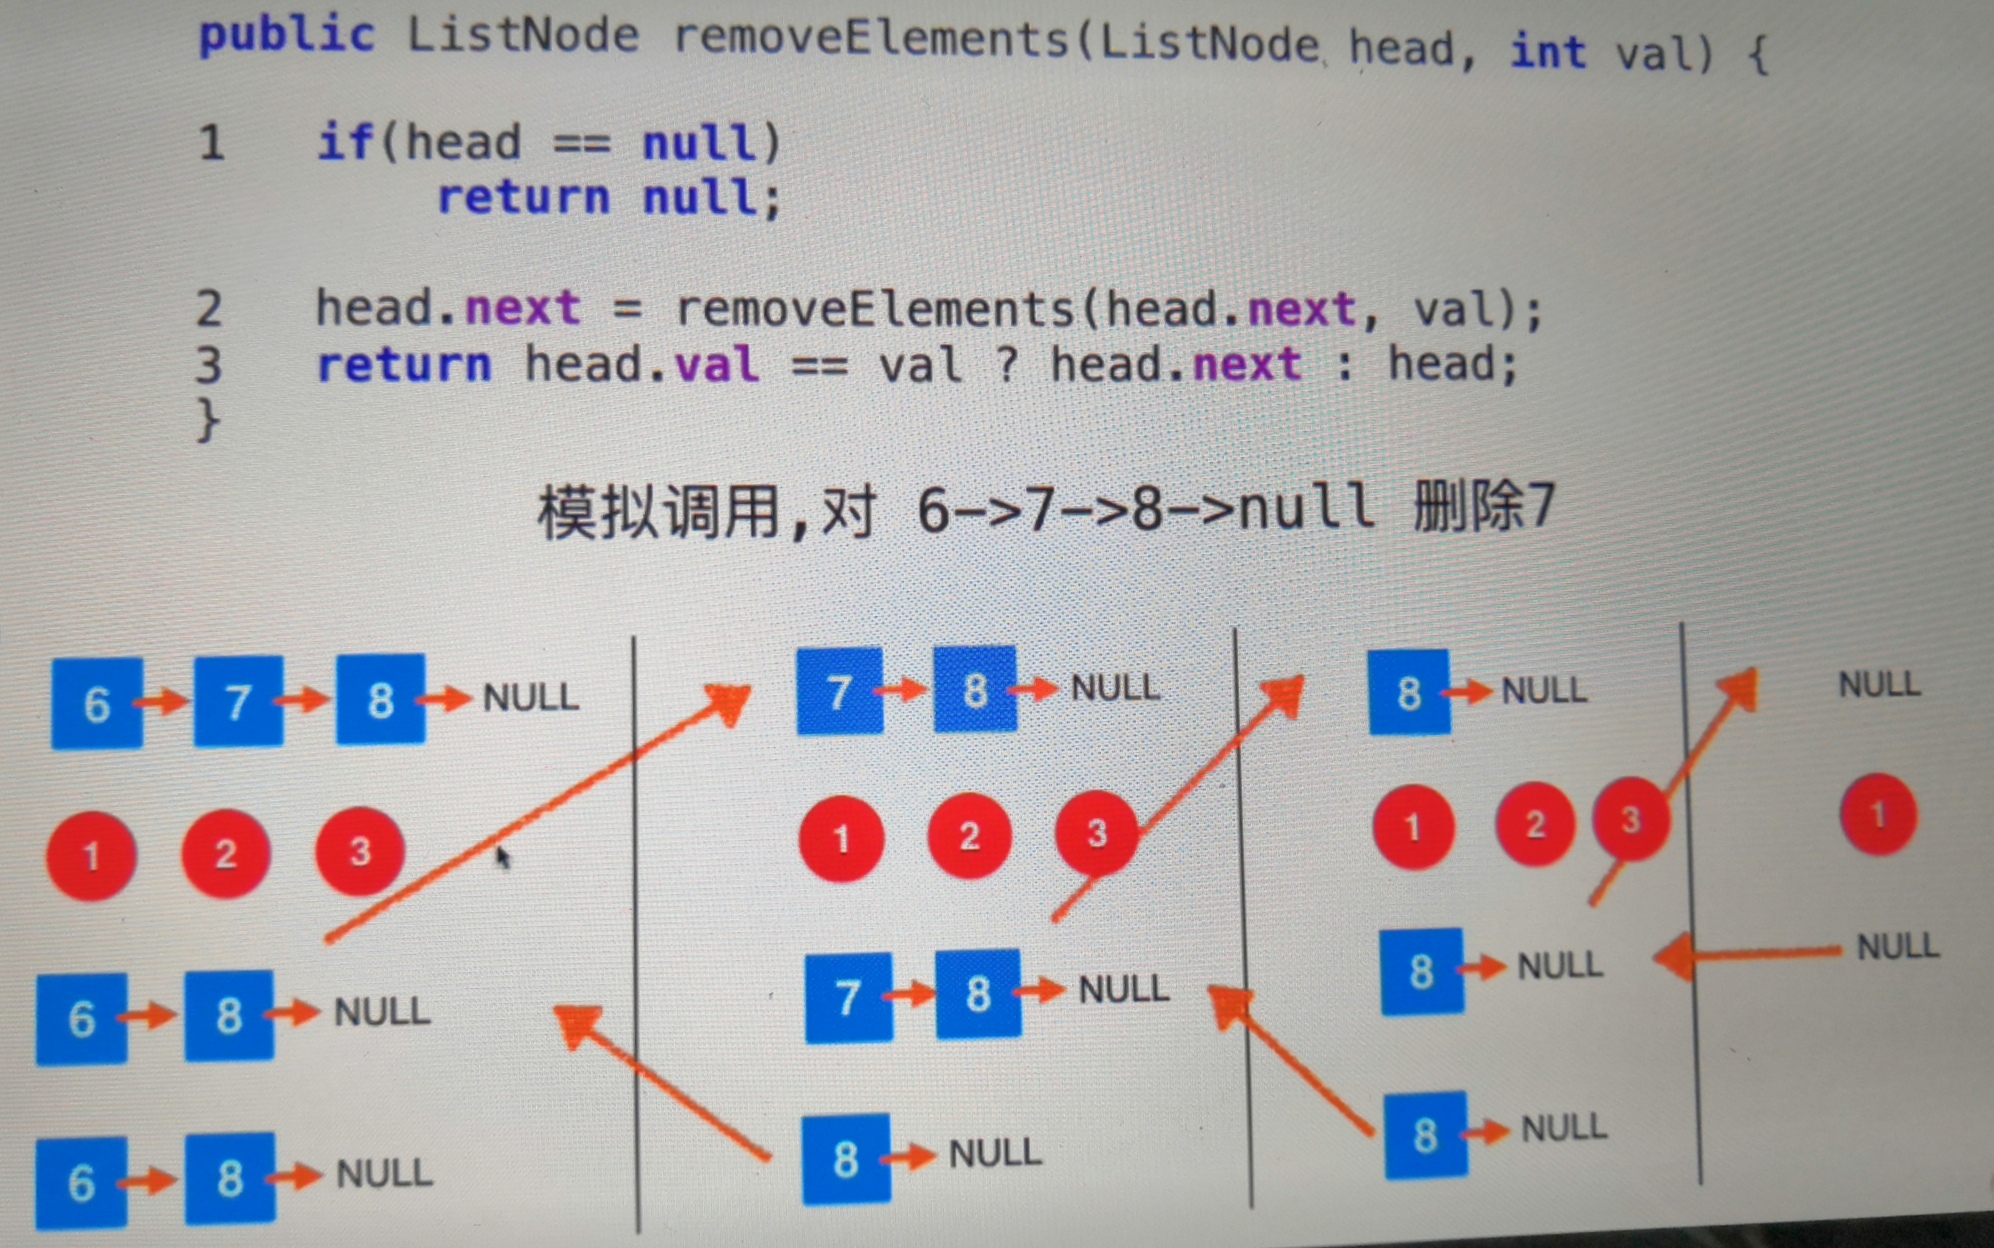 public ListNode removeElements(ListNode head, int val) {
1 if(head == null)
return null;
2 head.next = removeElements(head.next, val);
3 return head.val == val ? head.next : head;
}
模拟调用,对 6->7->8->null 删除7
6 7 8 NULL
7 8 NULL
8 NULL
NULL
1 2 3
1 2 3
1 2 3
1
6 8 NULL
7 8 NULL
8 NULL
NULL
6 8 NULL
8 NULL
8 NULL